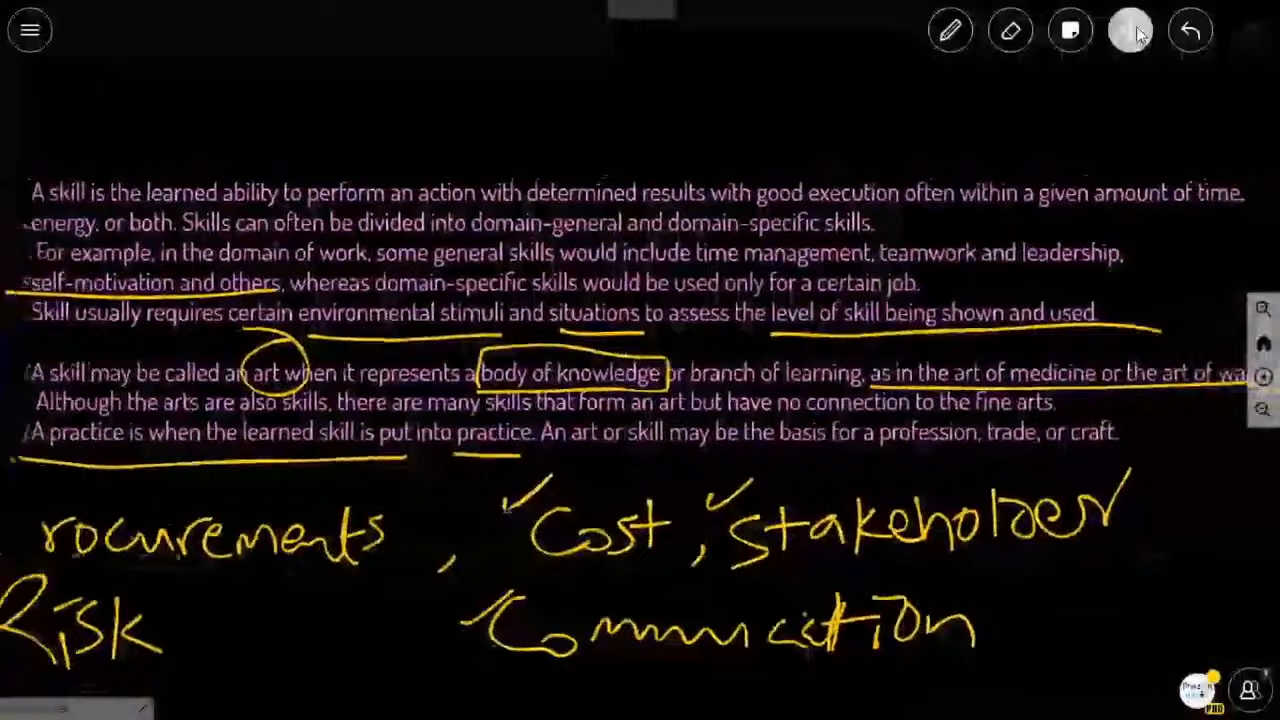 A skill is the learned ability to perform an action with determined results with good execution often within a given amount of time,
energy, or both. Skills can often be divided into domain-general and domain-specific skills.
For example, in the domain of work, some general skills would include time management, teamwork and leadership,
self-motivation and others, whereas domain-specific skills would be used only for a certain job.
Skill usually requires certain environmental stimuli and situations to assess the level of skill being shown and used.
A skill may be called an art when it represents a body of knowledge or branch of learning, as in the art of medicine or the art of wa
Although the arts are also skills, there are many skills that form an art but have no connection to the fine arts.
A practice is when the learned skill is put into practice. An art or skill may be the basis for a profession, trade, or craft.
rocurements, Cost, Stakeholder
Risk Communication
PRO